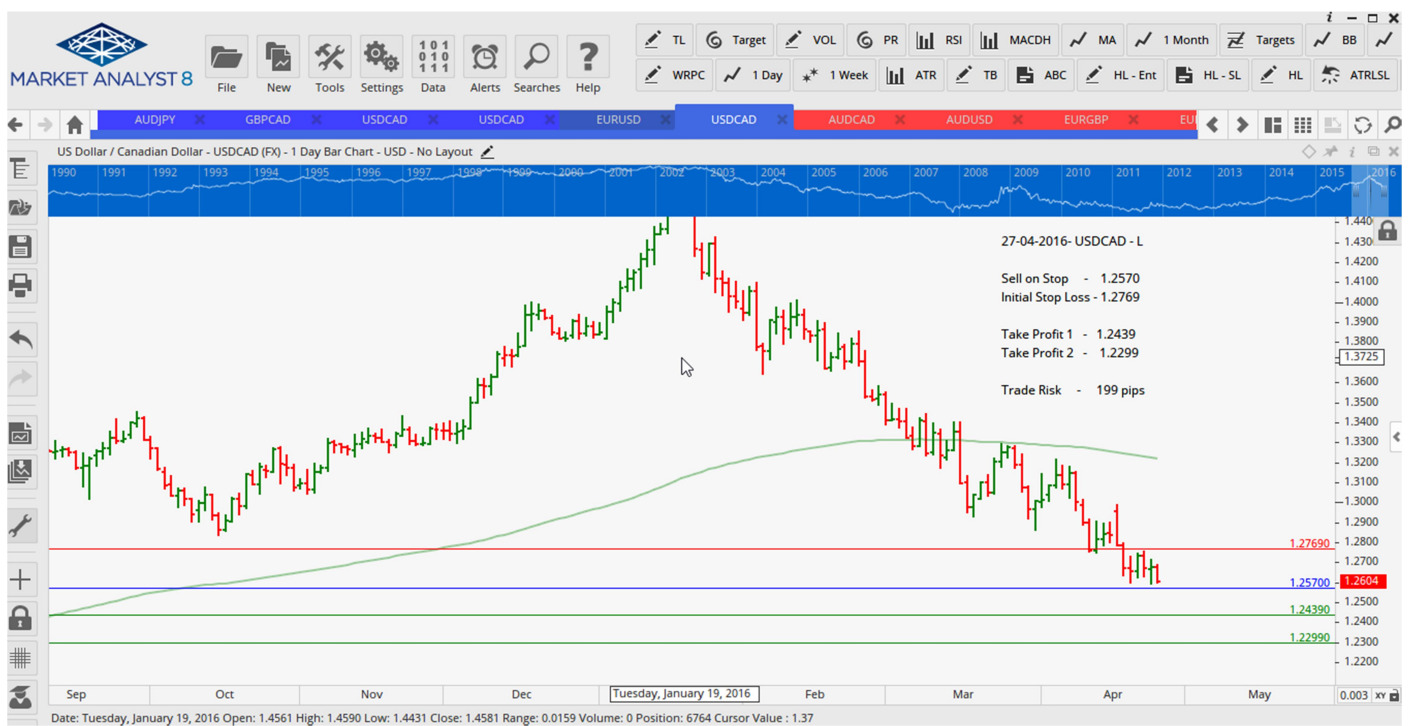 i
TL Target VOL PR RSI MACDH MA 1 Month Targets BB
MARKET ANALYST 8
101
010
111
File New Tools Settings Data Alerts Searches Help
WRPC 1 Day 1 Week ATR TB ABC HL - Ent HL - SL HL ATRLSL
AUDJPY GBPCAD USDCAD USDCAD EURUSD USDCAD AUDCAD AUDUSD EURGBP
US Dollar / Canadian Dollar - USDCAD (FX) - 1 Day Bar Chart - USD - No Layout
1990 1991 1992 1993 1994 1995 1996 1997 1998 1999 2000 2001 2002 2003 2004 2005 2006 2007 2008 2009 2010 2011 2012 2013 2014 2015 2016
27-04-2016- USDCAD - L
Sell on Stop - 1.2570
Initial Stop Loss - 1.2769
Take Profit 1 - 1.2439
Take Profit 2 - 1.2299
Trade Risk - 199 pips
1.440
1.430
1.4200
1.4100
1.4000
1.3900
1.3800
1.3725
1.3600
1.3500
1.3400
1.3300
1.3200
1.3100
1.3000
1.2900
1.2800
1.27690
1.2700
1.2604
1.25700
1.2500
1.24390
1.2400
1.22990
1.2300
1.2200
Sep Oct Nov Dec Tuesday, January 19, 2016 Feb Mar Apr May 0.003 XY
Date: Tuesday, January 19, 2016 Open: 1.4561 High: 1.4590 Low: 1.4431 Close: 1.4581 Range: 0.0159 Volume: 0 Position: 6764 Cursor Value : 1.37